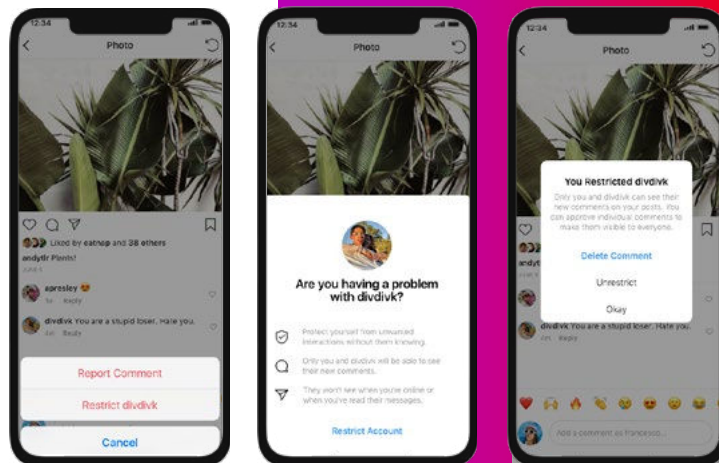 12:34
Photo
Liked by eatnap and 38 others
andytlr Plants!
JUNE 4
apresley 😍
1w Reply
divdivk You are a stupid loser. Hate you.
4m Reply
Report Comment
Restrict divdivk
Cancel
12:34
Photo
Are you having a problem
with divdivk?
Protect yourself from unwanted
interactions without them knowing.
Only you and divdivk will be able to see
their new comments.
They won't see when you're online or
when you've read their messages.
Restrict Account
12:34
Photo
You Restricted divdivk
Only you and divdivk can see their
new comments on your posts. You
can approve individual comments to
make them visible to everyone.
Delete Comment
Unrestrict
Okay
divdivk You are a stupid loser. Hate you.
4m Reply
Add a comment as francesco...